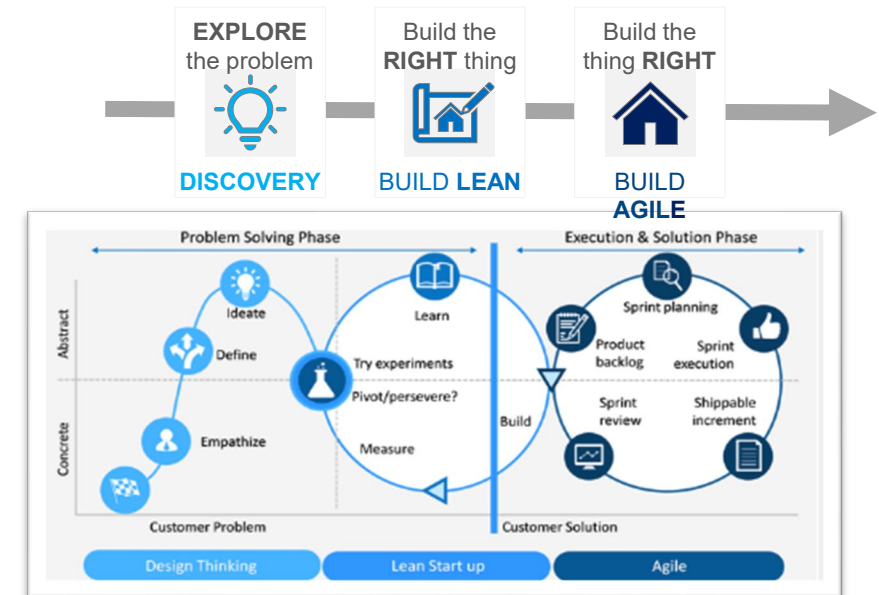 EXPLORE
the problem
DISCOVERY
Build the
RIGHT thing
BUILD LEAN
Build the
thing RIGHT
BUILD
AGILE
Problem Solving Phase
Execution & Solution Phase
Abstract
Concrete
Ideate
Define
Empathize
Learn
Try experiments
Pivot/persevere?
Measure
Build
Sprint planning
Product
backlog
Sprint
execution
Sprint
review
Shippable
increment
Customer Problem
Customer Solution
Design Thinking
Lean Start up
Agile